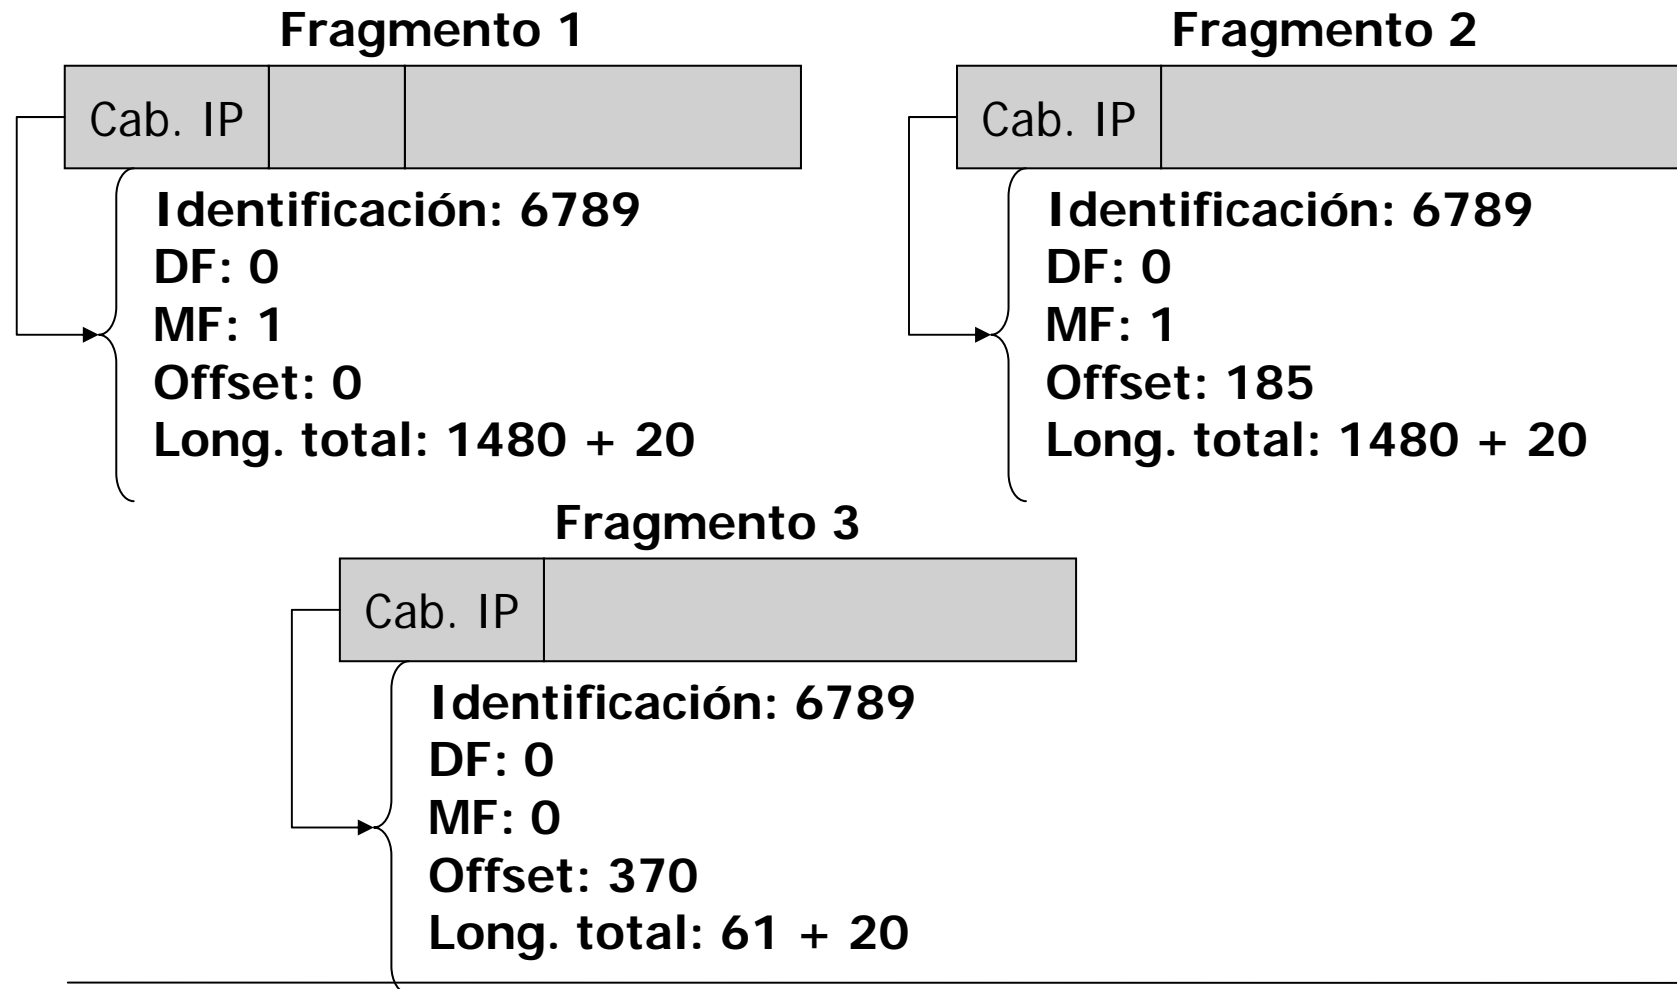 Fragmento 1
Cab. IP
Identificación: 6789
DF: 0
MF: 1
Offset: 0
Long. total: 1480 + 20
Fragmento 2
Cab. IP
Identificación: 6789
DF: 0
MF: 1
Offset: 185
Long. total: 1480 + 20
Fragmento 3
Cab. IP
Identificación: 6789
DF: 0
MF: 0
Offset: 370
Long. total: 61 + 20